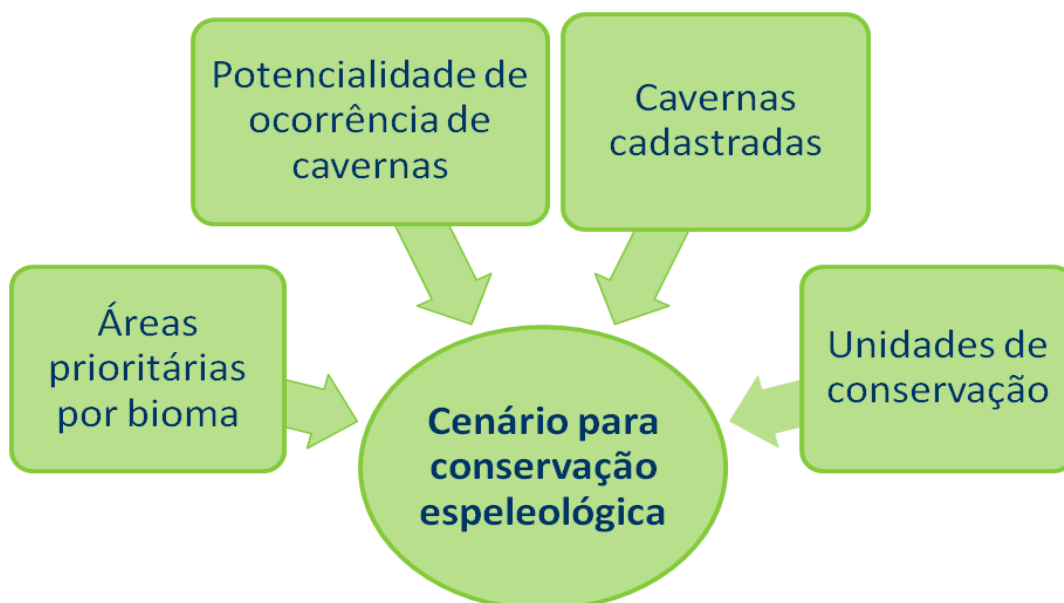 Potencialidade de
ocorrência de
cavernas
Cavernas
cadastradas
Áreas
prioritárias
por bioma
Unidades de
conservação
Cenário para
conservação
espeleológica